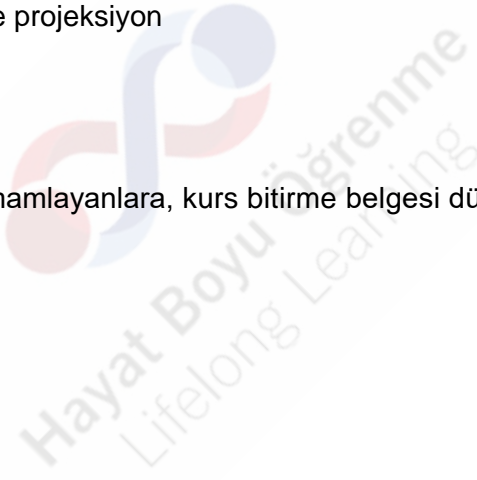 e projeksiyon
namlayanlara, kurs bitirme belgesi dü
Hayat Boyu Öğrenme
Lifelong Learning